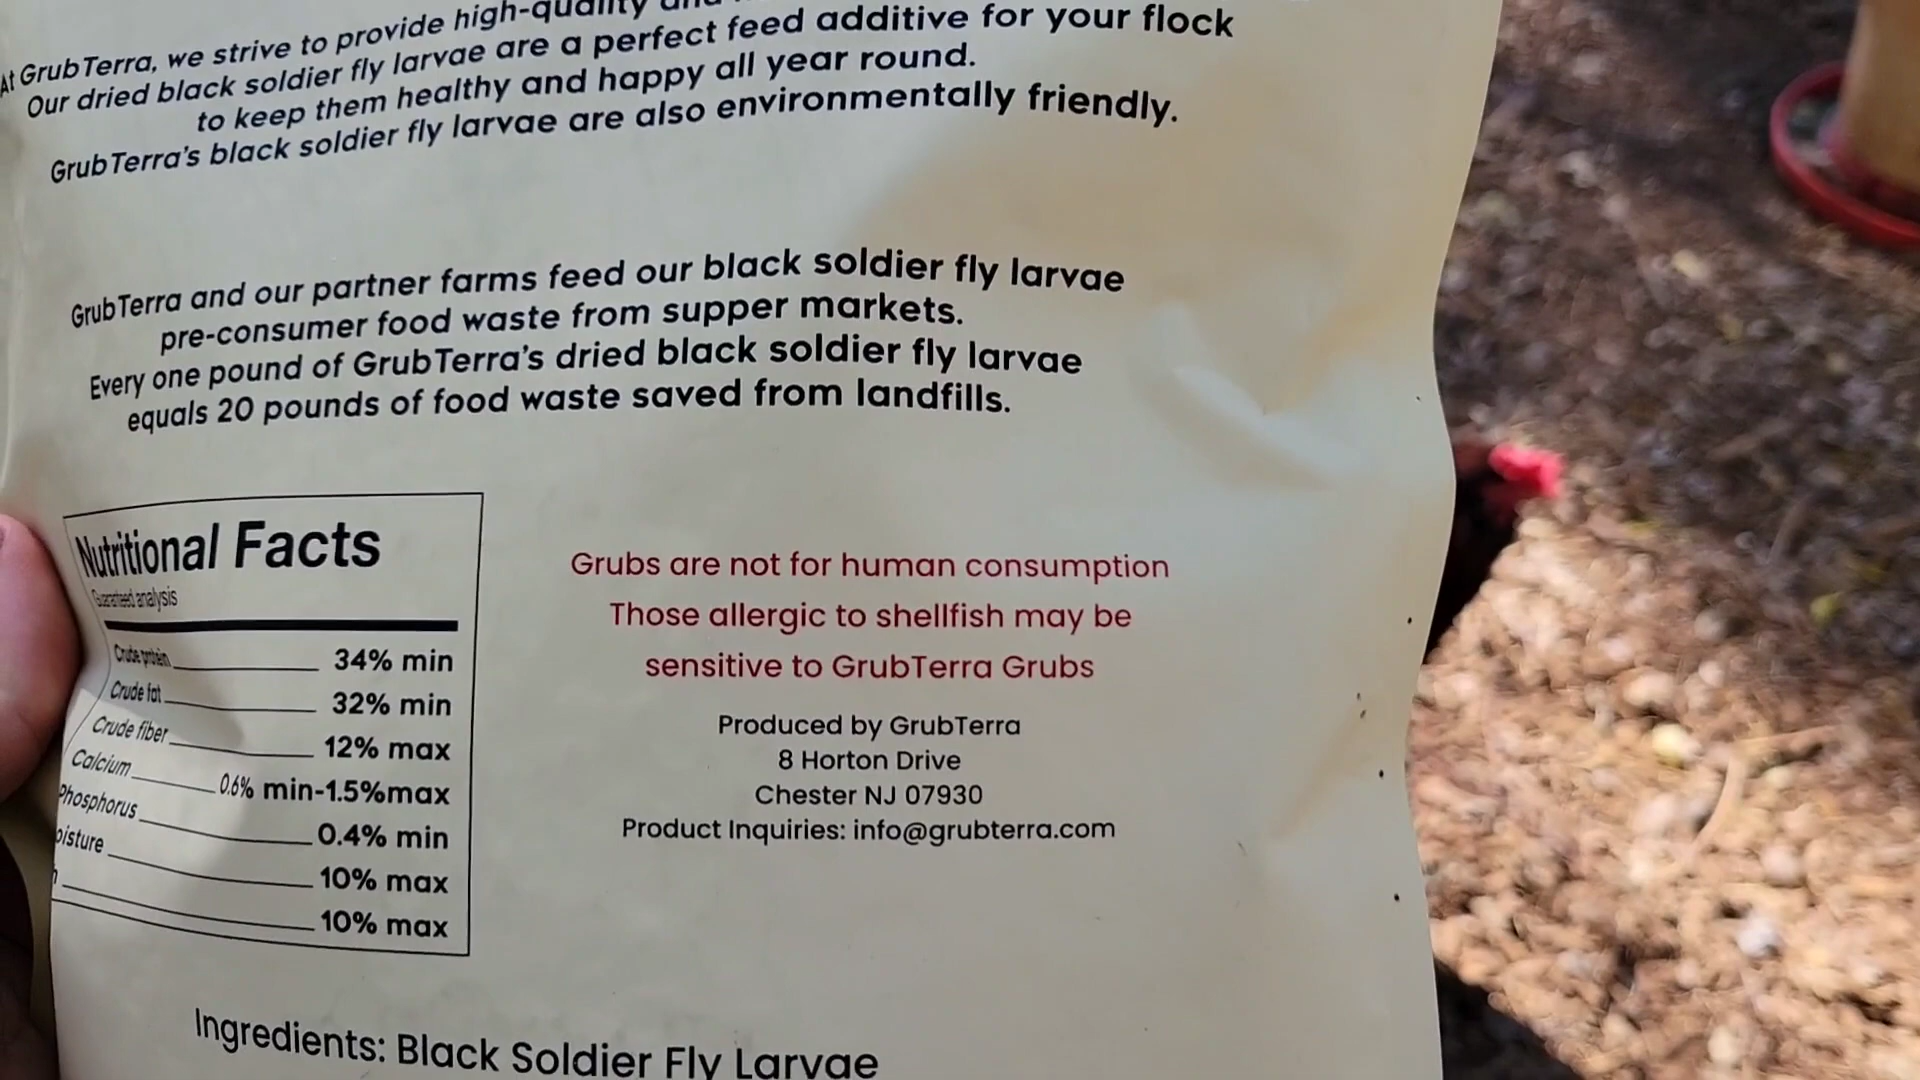 At GrubTerra, we strive to provide high-quality
Our dried black soldier fly larvae are a perfect feed additive for your flock
to keep them healthy and happy all year round.
GrubTerra's black soldier fly larvae are also environmentally friendly.
GrubTerra and our partner farms feed our black soldier fly larvae
pre-consumer food waste from supper markets.
Every one pound of GrubTerra's dried black soldier fly larvae
equals 20 pounds of food waste saved from landfills.
Nutritional Facts
Guaranteed analysis
Crude protein 34% min
Crude fat 32% min
Crude fiber 12% max
Calcium 0.6% min-1.5%max
Phosphorus 0.4% min
oisture 10% max
10% max
Grubs are not for human consumption
Those allergic to shellfish may be
sensitive to GrubTerra Grubs
Produced by GrubTerra
8 Horton Drive
Chester NJ 07930
Product Inquiries: info@grubterra.com
Ingredients: Black Soldier Fly Larvae